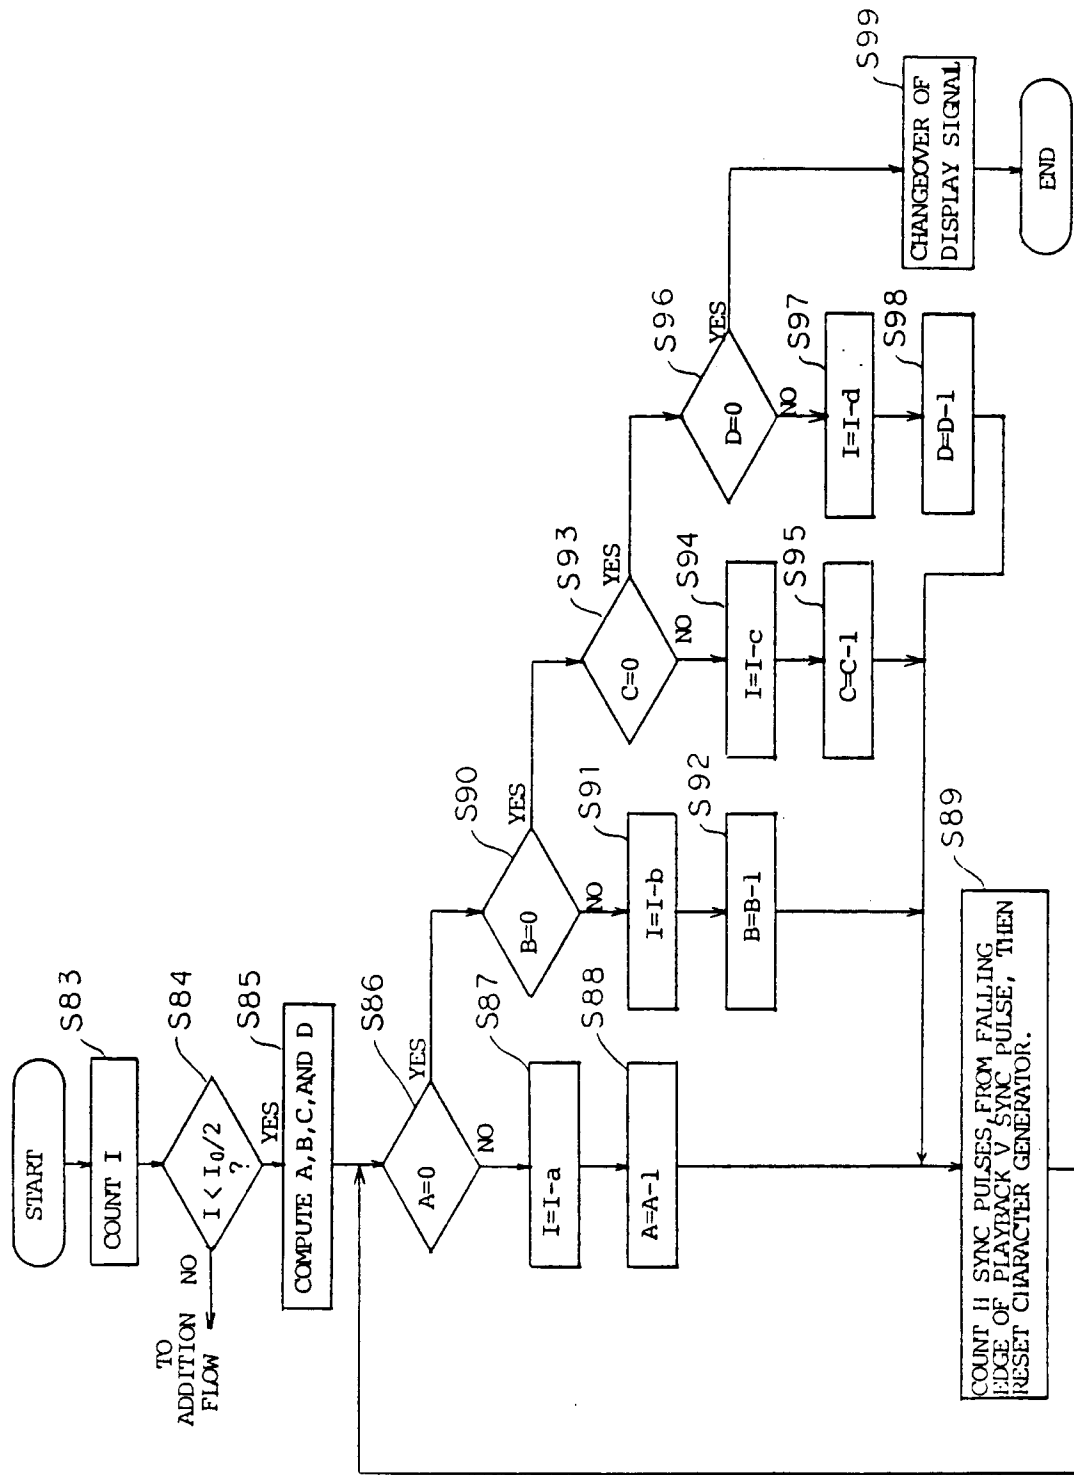 START
S83
COUNT I
S84
I < I0/2
?
NO
TO
ADDITION
FLOW
YES
S85
COMPUTE A,B,C,AND D
S86
A=0
YES
NO
S87
I=I-a
S88
A=A-1
S90
B=0
YES
NO
S91
I=I-b
S92
B=B-1
S93
C=0
YES
NO
S94
I=I-c
S95
C=C-1
S96
D=0
YES
NO
S97
I=I-d
S98
D=D-1
S99
CHANGEOVER OF
DISPLAY SIGNAL
END
S89
COUNT H SYNC PULSES,FROM FALLING
EDGE OF PLAYBACK V SYNC PULSE, THEN
RESET CHARACTER GENERATOR.